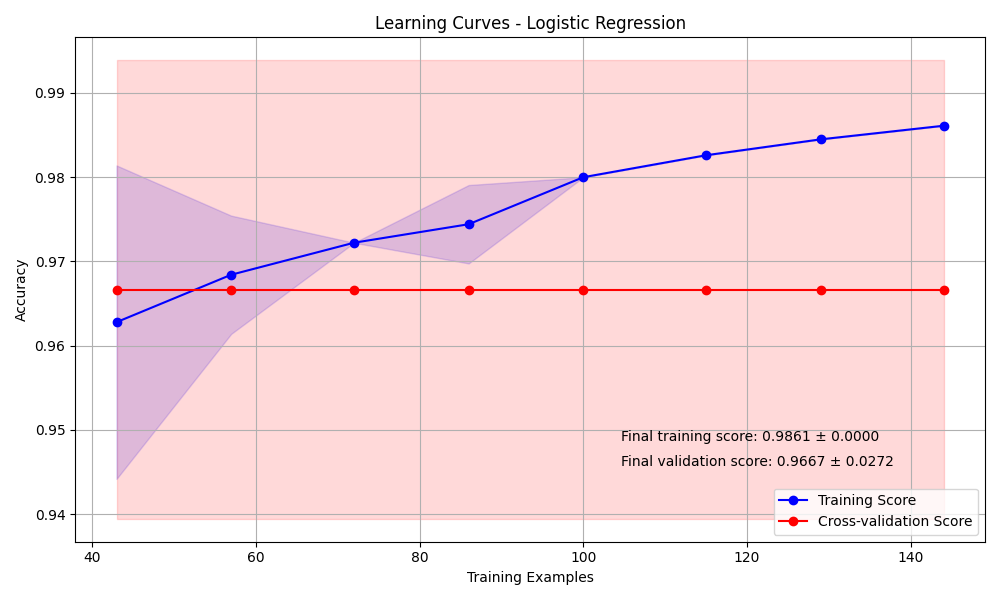 Learning Curves - Logistic Regression
Accuracy
0.99
0.98
0.97
0.96
0.95
0.94
Final training score: 0.9861 ± 0.0000
Final validation score: 0.9667 ± 0.0272
Training Score
Cross-validation Score
40
60
80
100
120
140
Training Examples